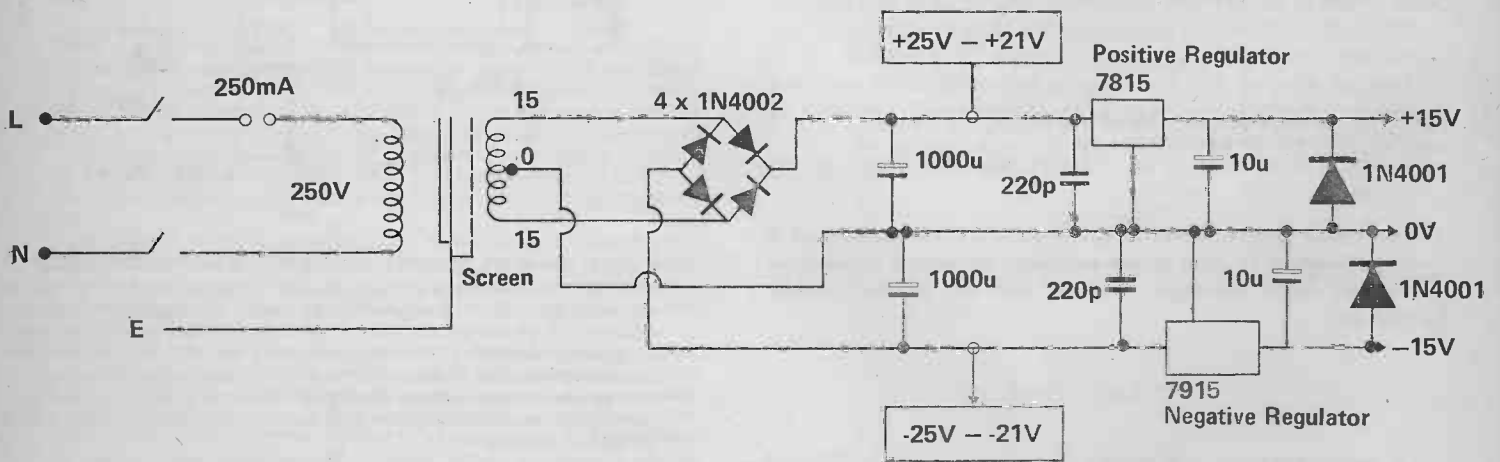 +25V – +21V
Positive Regulator
7815
250mA
15
4 x 1N4002
L
+15V
0
1000u
220p
10u
1N4001
250V
0V
N
15
Screen
1000u
220p
10u
1N4001
E
–15V
7915
Negative Regulator
-25V – -21V